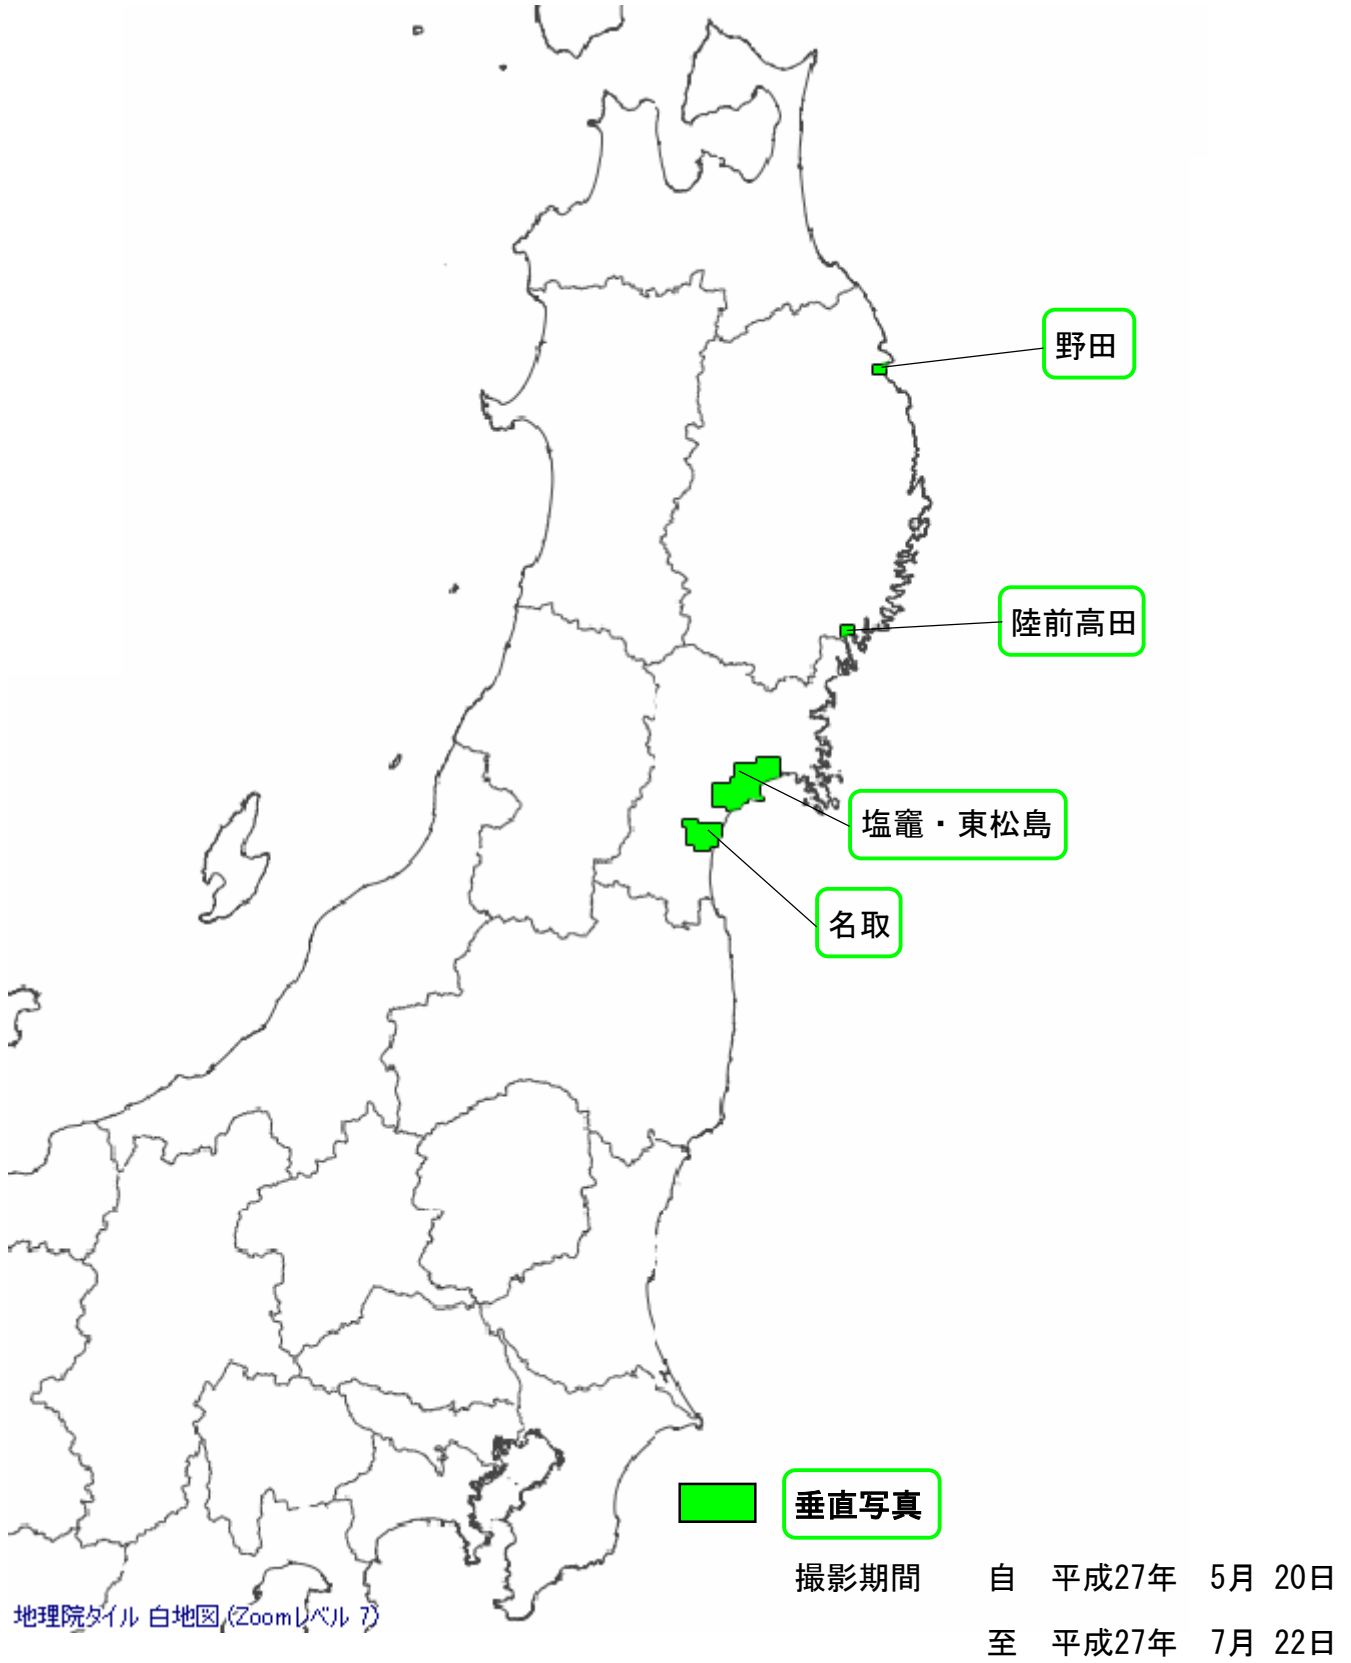 野田
陸前高田
塩竈・東松島
名取
垂直写真
撮影期間 自 平成27年 5月 20日
至 平成27年 7月 22日
地理院タイル 白地図 (Zoomレベル 7)